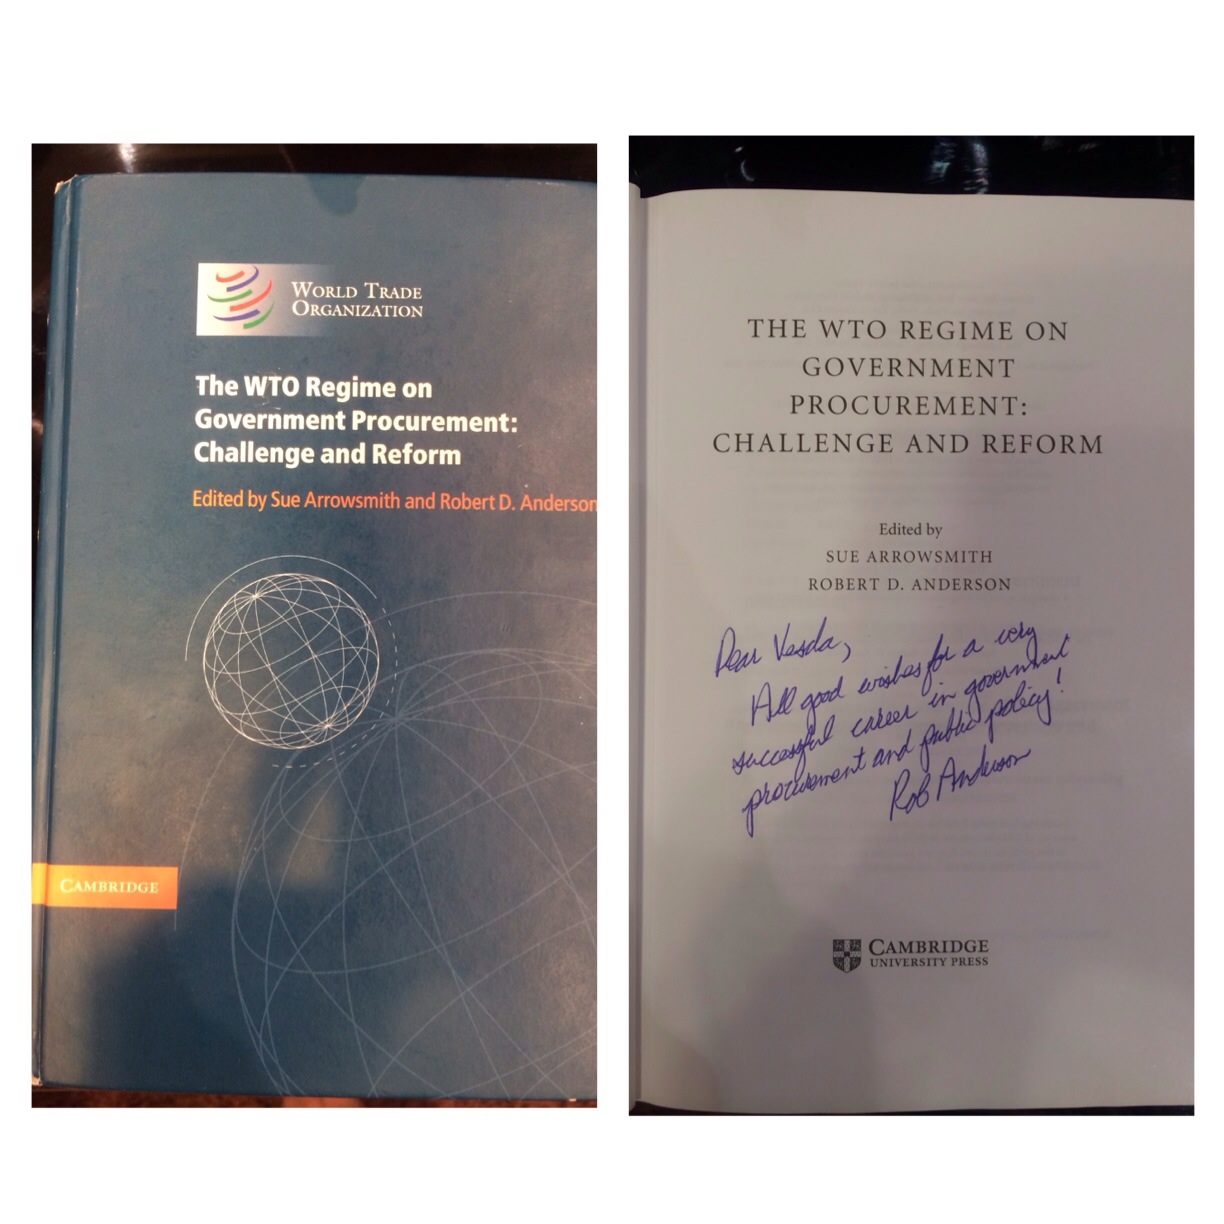 WORLD TRADE
ORGANIZATION
The WTO Regime on
Government Procurement:
Challenge and Reform
Edited by Sue Arrowsmith and Robert D. Anderson
CAMBRIDGE
THE WTO REGIME ON
GOVERNMENT
PROCUREMENT:
CHALLENGE AND REFORM
Edited by
SUE ARROWSMITH
ROBERT D. ANDERSON
Dear Vesda,
All good wishes for a very
successful career in government
procurement and public policy!
Rob Anderson
CAMBRIDGE
UNIVERSITY PRESS